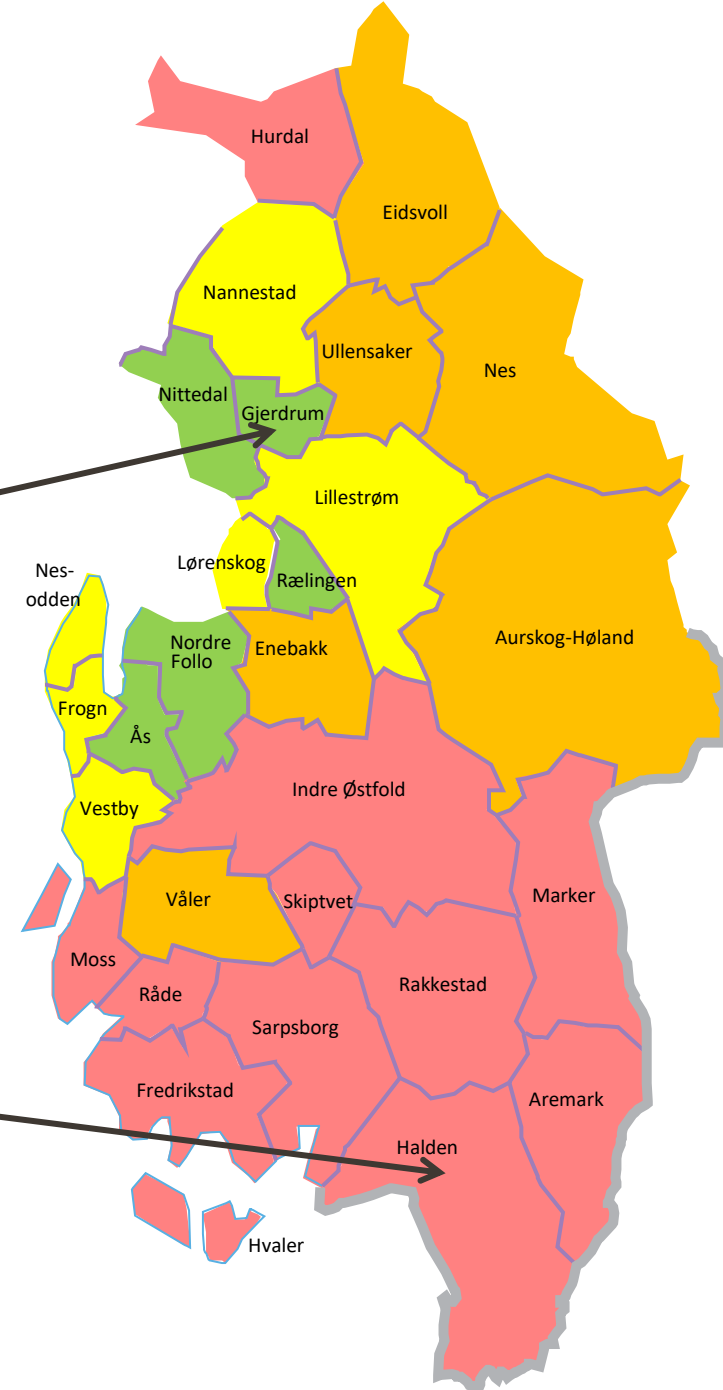 Hurdal
Eidsvoll
Nannestad
Ullensaker
Nes
Nittedal
Gjerdrum
Lillestrøm
Lørenskog
Nes-
odden
Rælingen
Nordre
Follo
Enebakk
Aurskog-Høland
Frogn
Ås
Indre Østfold
Vestby
Våler
Skiptvet
Marker
Moss
Råde
Rakkestad
Sarpsborg
Fredrikstad
Aremark
Halden
Hvaler